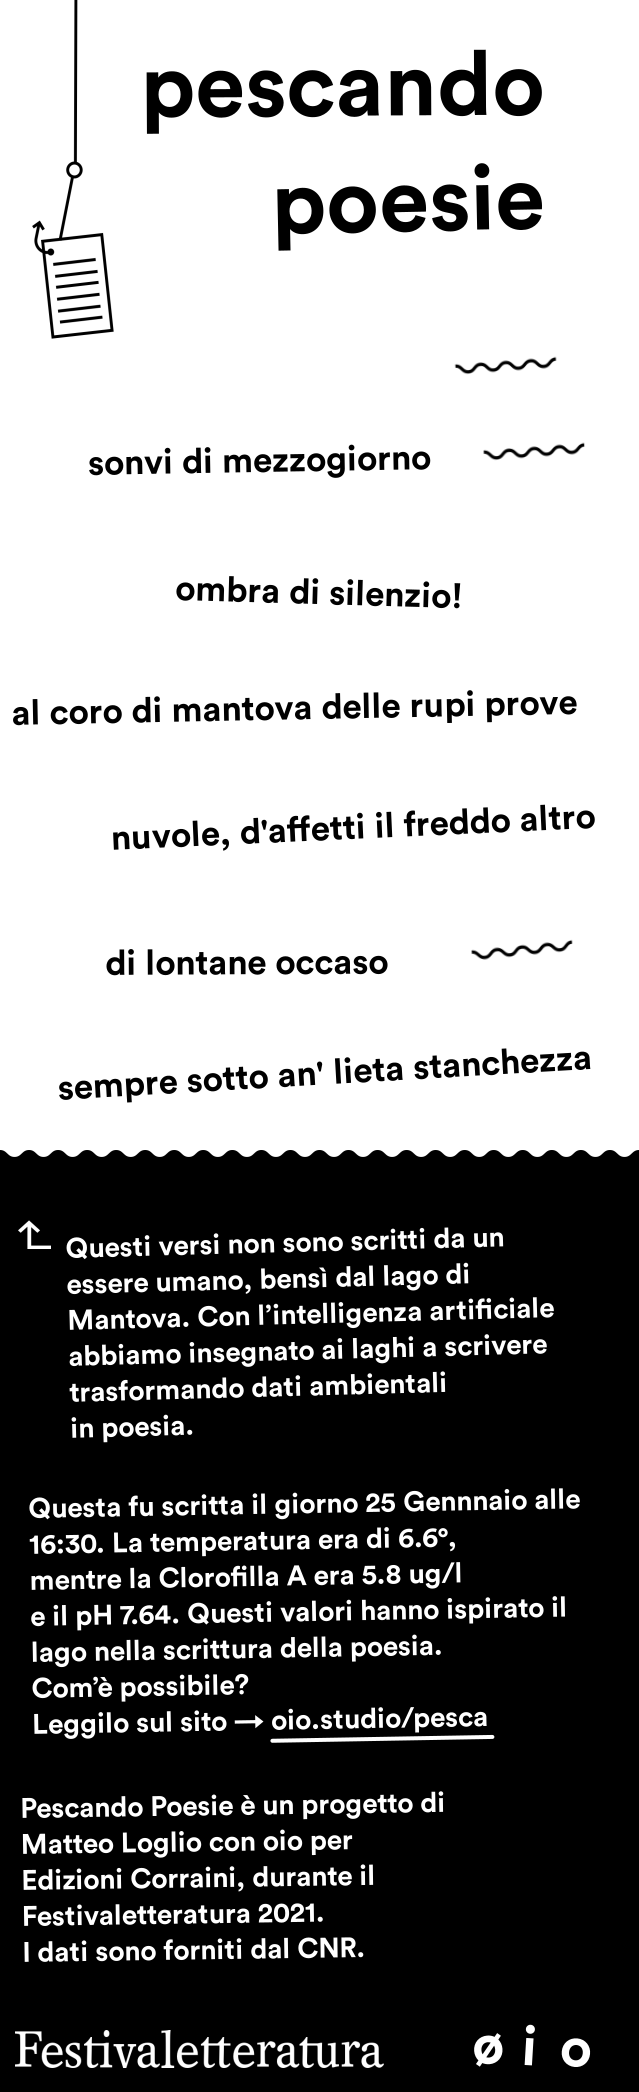 pescando
poesie
sonvi di mezzogiorno
ombra di silenzio!
al coro di mantova delle rupi prove
nuvole, d'affetti il freddo altro
di lontane occaso
sempre sotto an' lieta stanchezza
Questi versi non sono scritti da un
essere umano, bensì dal lago di
Mantova. Con l’intelligenza artificiale
abbiamo insegnato ai laghi a scrivere
trasformando dati ambientali
in poesia.
Questa fu scritta il giorno 25 Gennnaio alle
16:30. La temperatura era di 6.6°,
mentre la Clorofilla A era 5.8 ug/l
e il pH 7.64. Questi valori hanno ispirato il
lago nella scrittura della poesia.
Com’è possibile?
Leggilo sul sito → oio.studio/pesca
Pescando Poesie è un progetto di
Matteo Loglio con oio per
Edizioni Corraini, durante il
Festivaletteratura 2021.
I dati sono forniti dal CNR.
Festivaletteratura ø i o